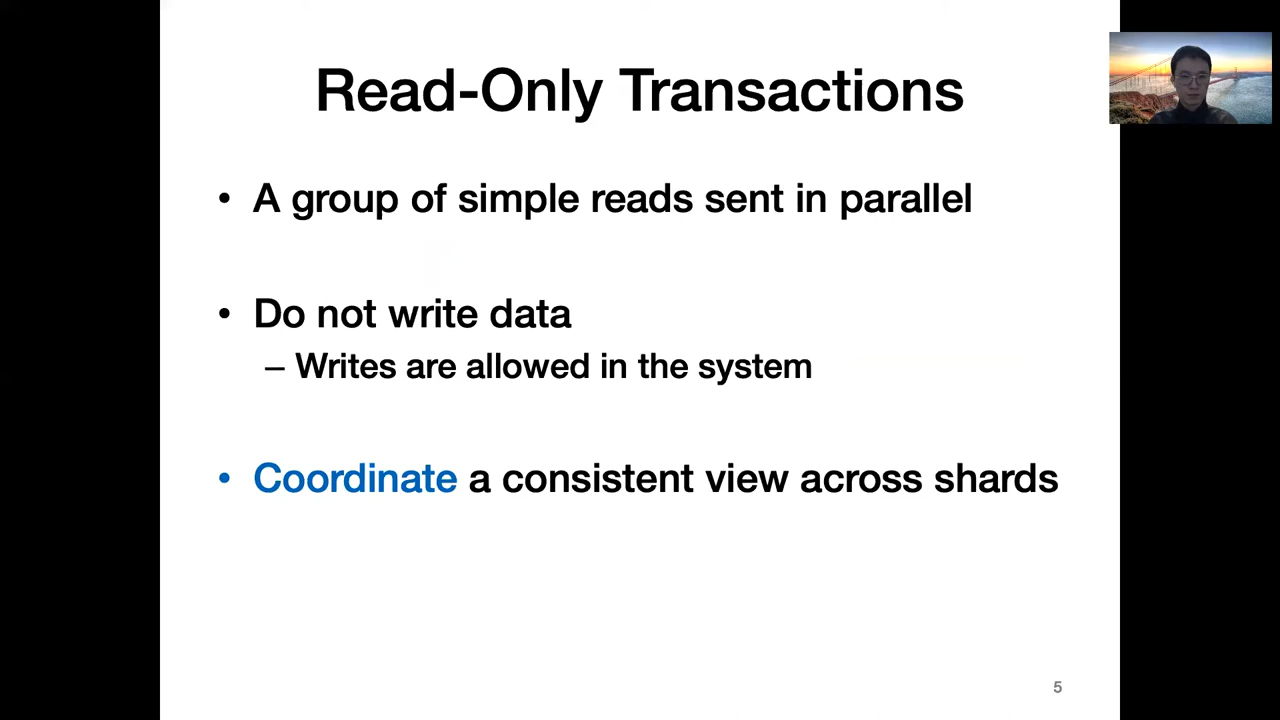 Read-Only Transactions
• A group of simple reads sent in parallel
• Do not write data
– Writes are allowed in the system
• Coordinate a consistent view across shards
5